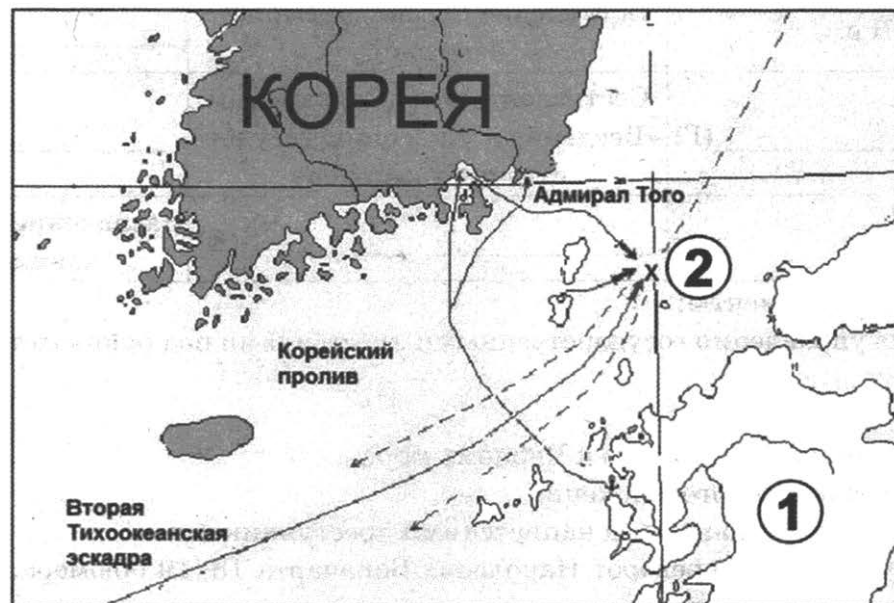 КОРЕЯ
Адмирал Того
2
Корейский
пролив
Вторая
Тихоокеанская
эскадра
1